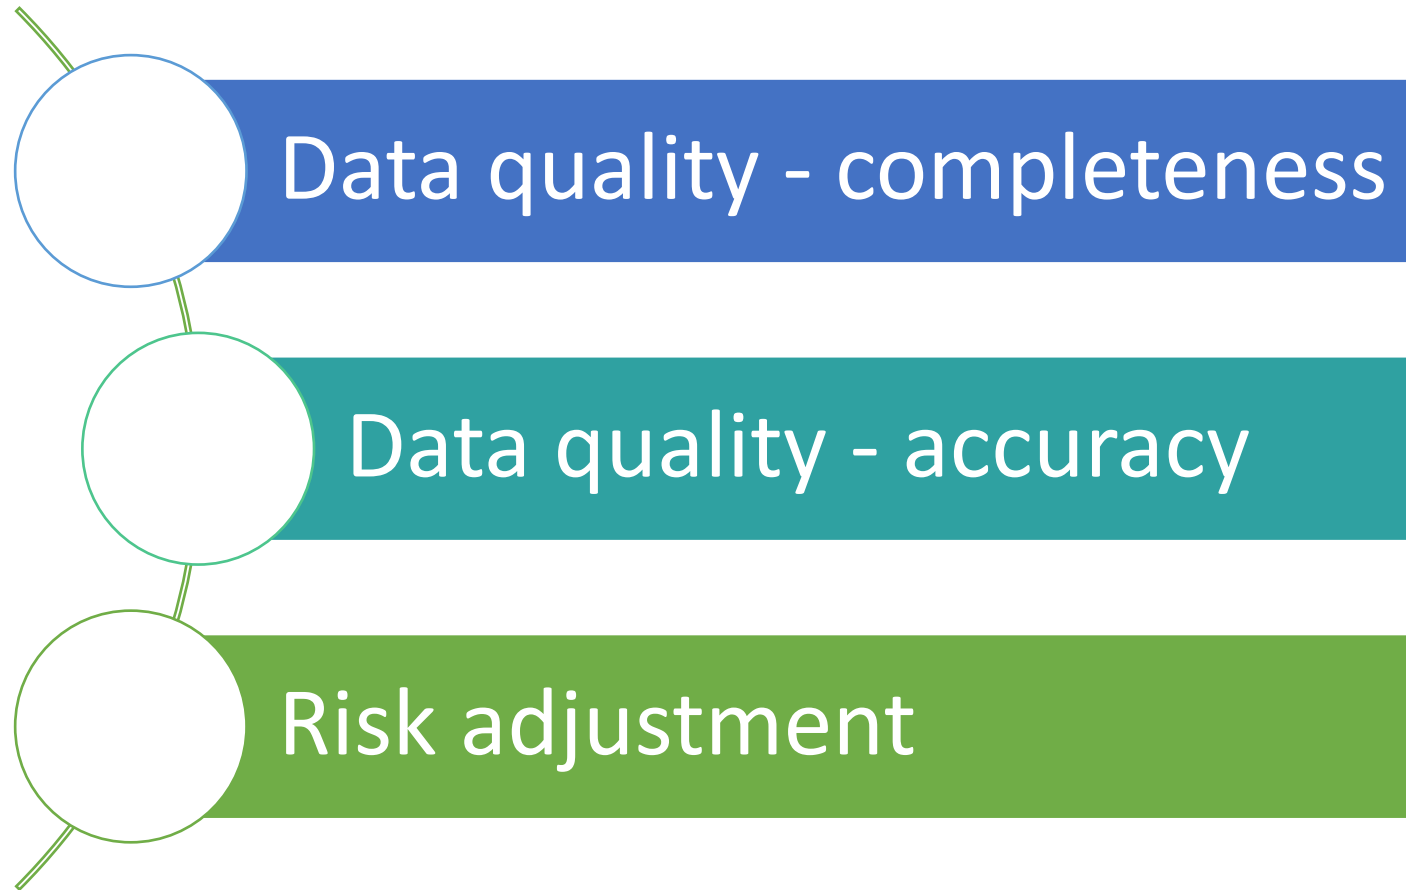 Data quality - completeness
Data quality - accuracy
Risk adjustment